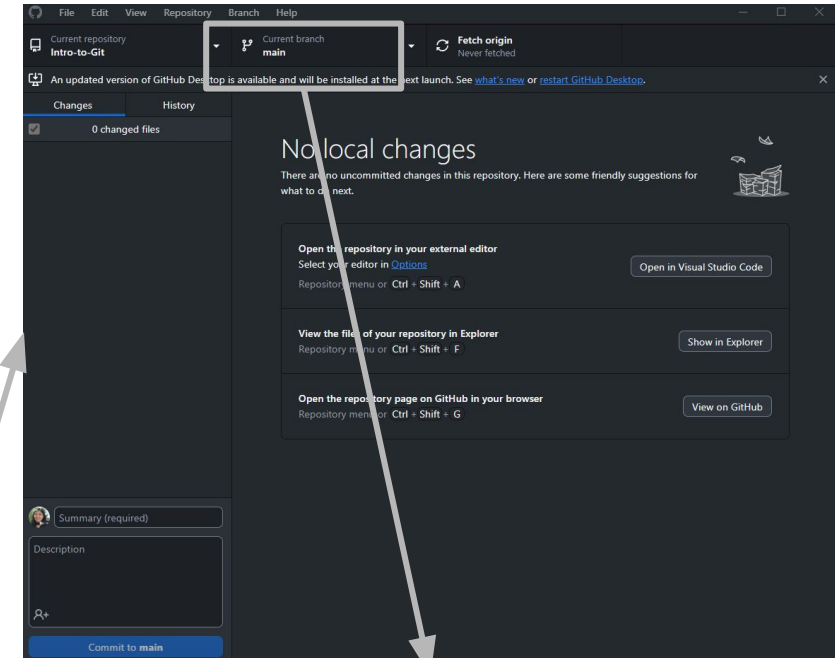 File Edit View Repository Branch Help
Current repository
Intro-to-Git
Current branch
main
Fetch origin
Never fetched
An updated version of GitHub Desktop is available and will be installed at the next launch. See what's new or restart GitHub Desktop.
Changes History
0 changed files
No local changes
There are no uncommitted changes in this repository. Here are some friendly suggestions for
what to do next.
Open the repository in your external editor
Select your editor in Options
Repository menu or Ctrl + Shift + A
Open in Visual Studio Code
View the files of your repository in Explorer
Repository menu or Ctrl + Shift + F
Show in Explorer
Open the repository page on GitHub in your browser
Repository menu or Ctrl + Shift + G
View on GitHub
Summary (required)
Description
Commit to main